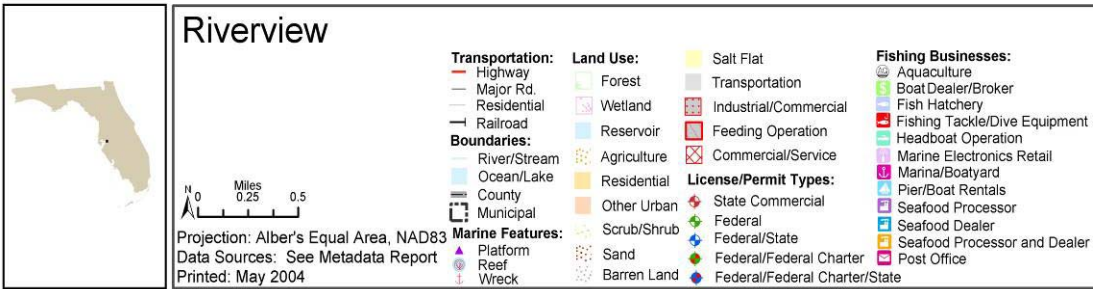 Riverview
N
Miles
0 0.25 0.5
Projection: Alber's Equal Area, NAD83
Data Sources: See Metadata Report
Printed: May 2004
Transportation:
Highway
Major Rd.
Residential
Railroad
Boundaries:
River/Stream
Ocean/Lake
County
Municipal
Marine Features:
Platform
Reef
Wreck
Land Use:
Forest
Wetland
Reservoir
Agriculture
Residential
Other Urban
Scrub/Shrub
Sand
Barren Land
Salt Flat
Transportation
Industrial/Commercial
Feeding Operation
Commercial/Service
License/Permit Types:
State Commercial
Federal
Federal/State
Federal/Federal Charter
Federal/Federal Charter/State
Fishing Businesses:
Aquaculture
Boat Dealer/Broker
Fish Hatchery
Fishing Tackle/Dive Equipment
Headboat Operation
Marine Electronics Retail
Marina/Boatyard
Pier/Boat Rentals
Seafood Processor
Seafood Dealer
Seafood Processor and Dealer
Post Office